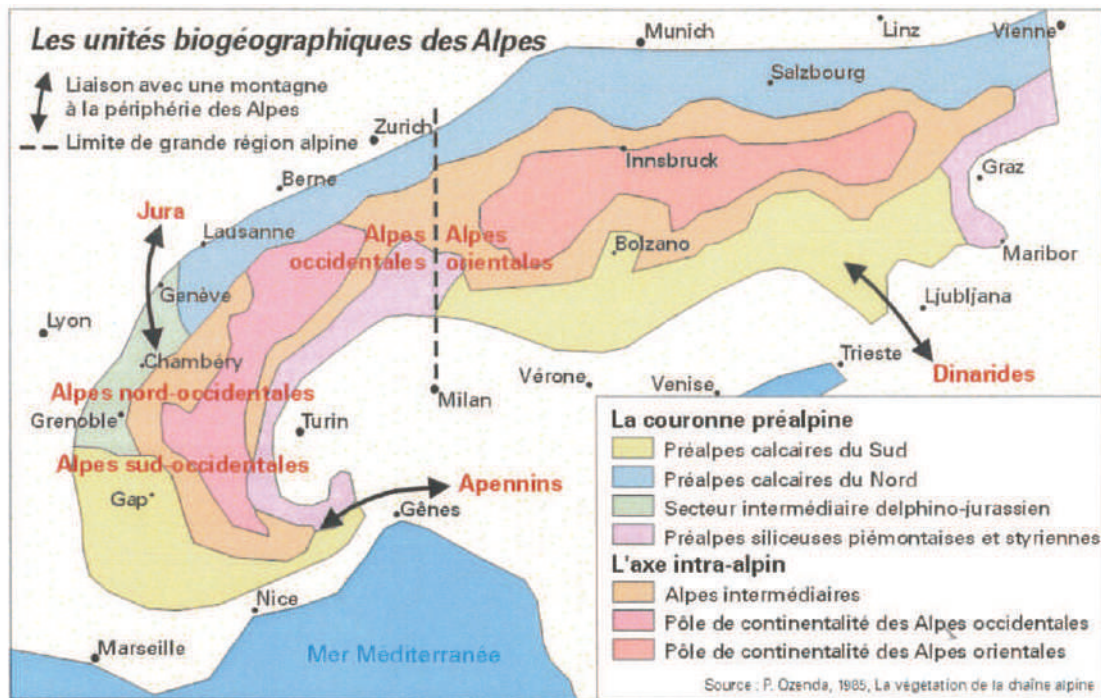 Les unités biogéographiques des Alpes
Liaison avec une montagne
à la périphérie des Alpes
Limite de grande région alpine
Munich
Linz
Vienne
Salzbourg
Zurich
Innsbruck
Graz
Berne
Jura
Lausanne
Alpes
occidentales
Alpes
orientales
Bolzano
Maribor
Genève
Ljubljana
Lyon
Chambéry
Trieste
Vérone
Venise
Dinarides
Alpes nord-occidentales
Milan
Grenoble
Turin
Alpes sud-occidentales
Gap
Apennins
Gênes
Nice
Marseille
Mer Méditerranée
La couronne préalpine
Préalpes calcaires du Sud
Préalpes calcaires du Nord
Secteur intermédiaire delphino-jurassien
Préalpes siliceuses piémontaises et styriennes
L'axe intra-alpin
Alpes intermédiaires
Pôle de continentalité des Alpes occidentales
Pôle de continentalité des Alpes orientales
Source : P. Ozenda, 1985, La végétation de la chaîne alpine